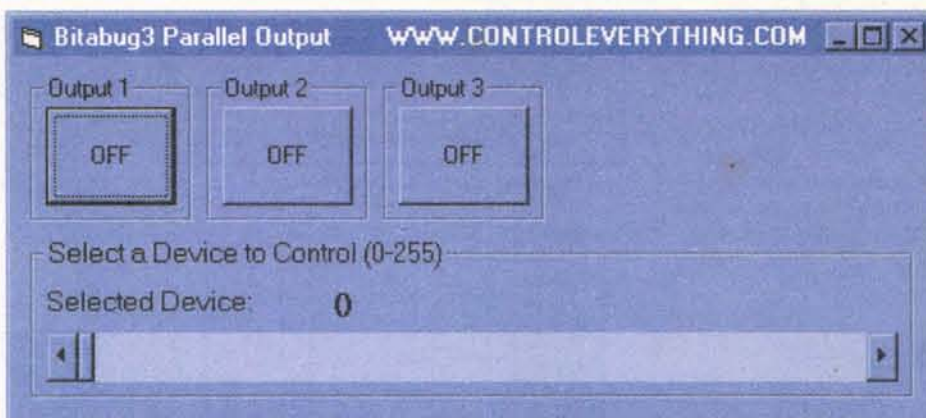 Bitabug3 Parallel Output WWW.CONTROLEVERYTHING.COM
Output 1 Output 2 Output 3
OFF OFF OFF
Select a Device to Control (0-255)
Selected Device: 0